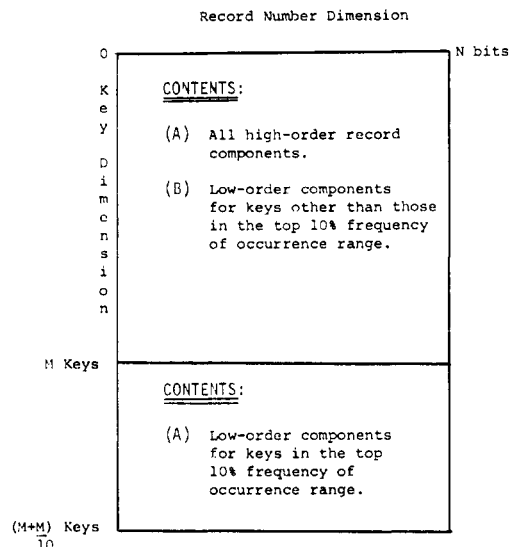 Record Number Dimension
0
N bits
Key Dimension
CONTENTS:
(A) All high-order record
components.
(B) Low-order components
for keys other than those
in the top 10% frequency
of occurrence range.
M Keys
CONTENTS:
(A) Low-order components
for keys in the top
10% frequency of
occurrence range.
(M+M) Keys
10